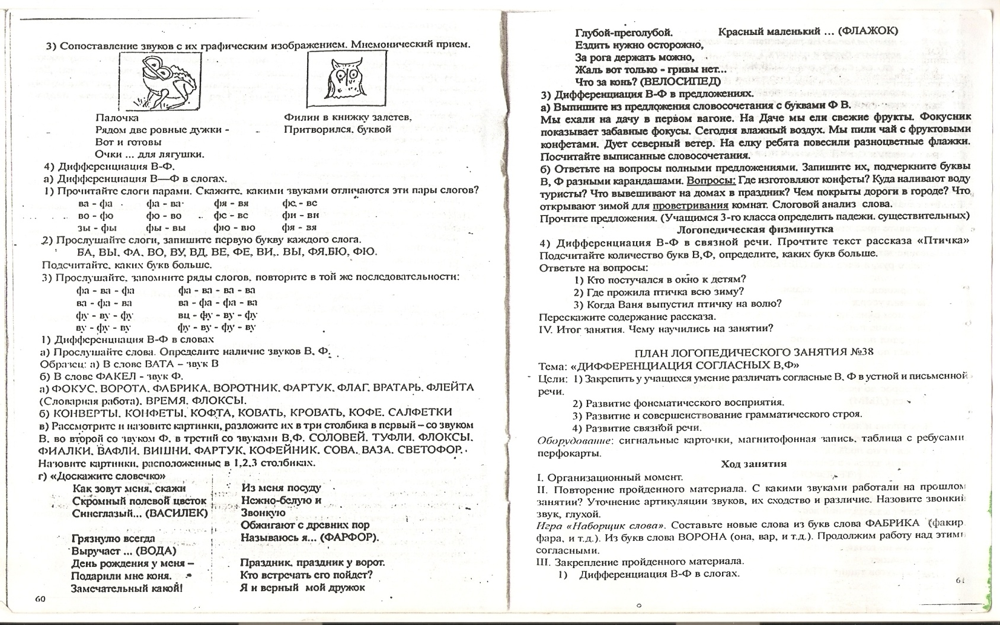 3) Сопоставление звуков с их графическим изображением. Мнемонический прием.
Палочка
Рядом две ровные дужки -
Вот и готовы
Очки ... для лягушки.
Филин в книжку залетев,
Притворился, буквой
4) Дифференциация В-Ф.
а) Дифференциация В—Ф в слогах.
1) Прочитайте слоги парами. Скажите, какими звуками отличаются эти пары слогов?
ва - фа фа - ва фя - вя фе - ве
во - фо фо - во фе - ве фи - ви
зы - фы фы - вы фю - вю фя - вя
2) Прослушайте слоги, запишите первую букву каждого слога.
ВА, ВЫ, ФА, ВО, ВУ, ВД, ВЕ, ФЕ, ВИ,. ВЫ, ФЯ,ВЮ, ФЮ.
Подсчитайте, каких букв больше.
3) Прослушайте, запомните ряды слогов, повторите в той же последовательности:
фа - ва - фа фа - ва - ва - ва
ва - фа - ва ва - фа - фа - ва
фу - ву - фу вц - фу - ву - фу
ву - фу - ву фу - ву - фу - ву
1) Дифференциация В-Ф в словах
а) Прослушайте слова. Определите наличие звуков В, Ф.
Образец: а) В слове ВАТА – звук В
б) В слове ФАКЕЛ - звук Ф.
а) ФОКУС, ВОРОТА, ФАБРИКА, ВОРОТНИК, ФАРТУК, ФЛАГ, ВРАТАРЬ, ФЛЕЙТА
(Словарная работа), ВРЕМЯ, ФЛОКСЫ.
б) КОНВЕРТЫ, КОНФЕТЫ, КОФТА, КОВАТЬ, КРОВАТЬ, КОФЕ, САЛФЕТКИ
в) Рассмотрите и назовите картинки, разложите их в три столбика в первый – со звуком
В, во второй со звуком Ф, в третий со звуками В,Ф. СОЛОВЕЙ, ТУФЛИ, ФЛОКСЫ,
ФИАЛКИ, ВАФЛИ, ВИШНИ, ФАРТУК, КОФЕЙНИК, СОВА, ВАЗА, СВЕТОФОР.
Назовите картинки, расположенные в 1,2,3 столбиках.
г) «Доскажите словечко»
Как зовут меня, скажи
Скромный полевой цветок
Синеглазый... (ВАСИЛЕК)
Грязнулю всегда
Выручает ... (ВОДА)
День рождения у меня –
Подарили мне коня.
Замечательный какой!
Из меня посуду
Нежно-белую и
Звонкую
Обжигают с древних пор
Называюсь я... (ФАРФОР).
Праздник, праздник у ворот.
Кто встречать его пойдет?
Я и верный мой дружок
60
Глубой-преголубой. Красный маленький ... (ФЛАЖОК)
Ездить нужно осторожно,
За рога держать можно,
Жаль вот только - гривы нет...
Что за конь? (ВЕЛОСИПЕД)
3) Дифференциация В-Ф в предложениях.
а) Выпишите из предложения словосочетания с буквами Ф В.
Мы ехали на дачу в первом вагоне. На Даче мы ели свежие фрукты. Фокусник
показывает забавные фокусы. Сегодня влажный воздух. Мы пили чай с фруктовыми
конфетами. Дует северный ветер. На елку ребята повесили разноцветные флажки.
Посчитайте выписанные словосочетания.
б) Ответьте на вопросы полными предложениями. Запишите их, подчеркните буквы
В, Ф разными карандашами. Вопросы: Где изготовляют конфеты? Куда наливают воду
туристы? Что вывешивают на домах в праздник? Чем покрыты дороги в городе? Что
открывают зимой для проветривания комнат. Слоговой анализ слова.
Прочтите предложения. (Учащимся 3-го класса определить падежи. существительных)
Логопедическая физминутка
4) Дифференциация В-Ф в связной речи. Прочтите текст рассказа «Птичка»
Подсчитайте количество букв В,Ф, определите, каких букв больше.
Ответьте на вопросы:
1) Кто постучался в окно к детям?
2) Где прожила птичка всю зиму?
3) Когда Ваня выпустил птичку на волю?
Перескажите содержание рассказа.
IV. Итог занятия. Чему научились на занятии?
ПЛАН ЛОГОПЕДИЧЕСКОГО ЗАНЯТИЯ №38
Тема: «ДИФФЕРЕНЦИАЦИЯ СОГЛАСНЫХ В,Ф»
Цели: 1) Закрепить у учащихся умение различать согласные В, Ф в устной и письменной
речи.
2) Развитие фонематического восприятия.
3) Развитие и совершенствование грамматического строя.
4) Развитие связной речи.
Оборудование: сигнальные карточки, магнитофонная запись, таблица с ребусами
перфокарты.
Ход занятия
I. Организационный момент.
II. Повторение пройденного материала. С какими звуками работали на прошлом
занятии? Уточнение артикуляции звуков, их сходство и различие. Назовите звонкий
звук, глухой.
Игра «Наборщик слова». Составьте новые слова из букв слова ФАБРИКА (факир
фара, и т.д.). Из букв слова ВОРОНА (она, вар, и т.д.). Продолжим работу над этими
согласными.
III. Закрепление пройденного материала.
1) Дифференциация В-Ф в слогах.
61